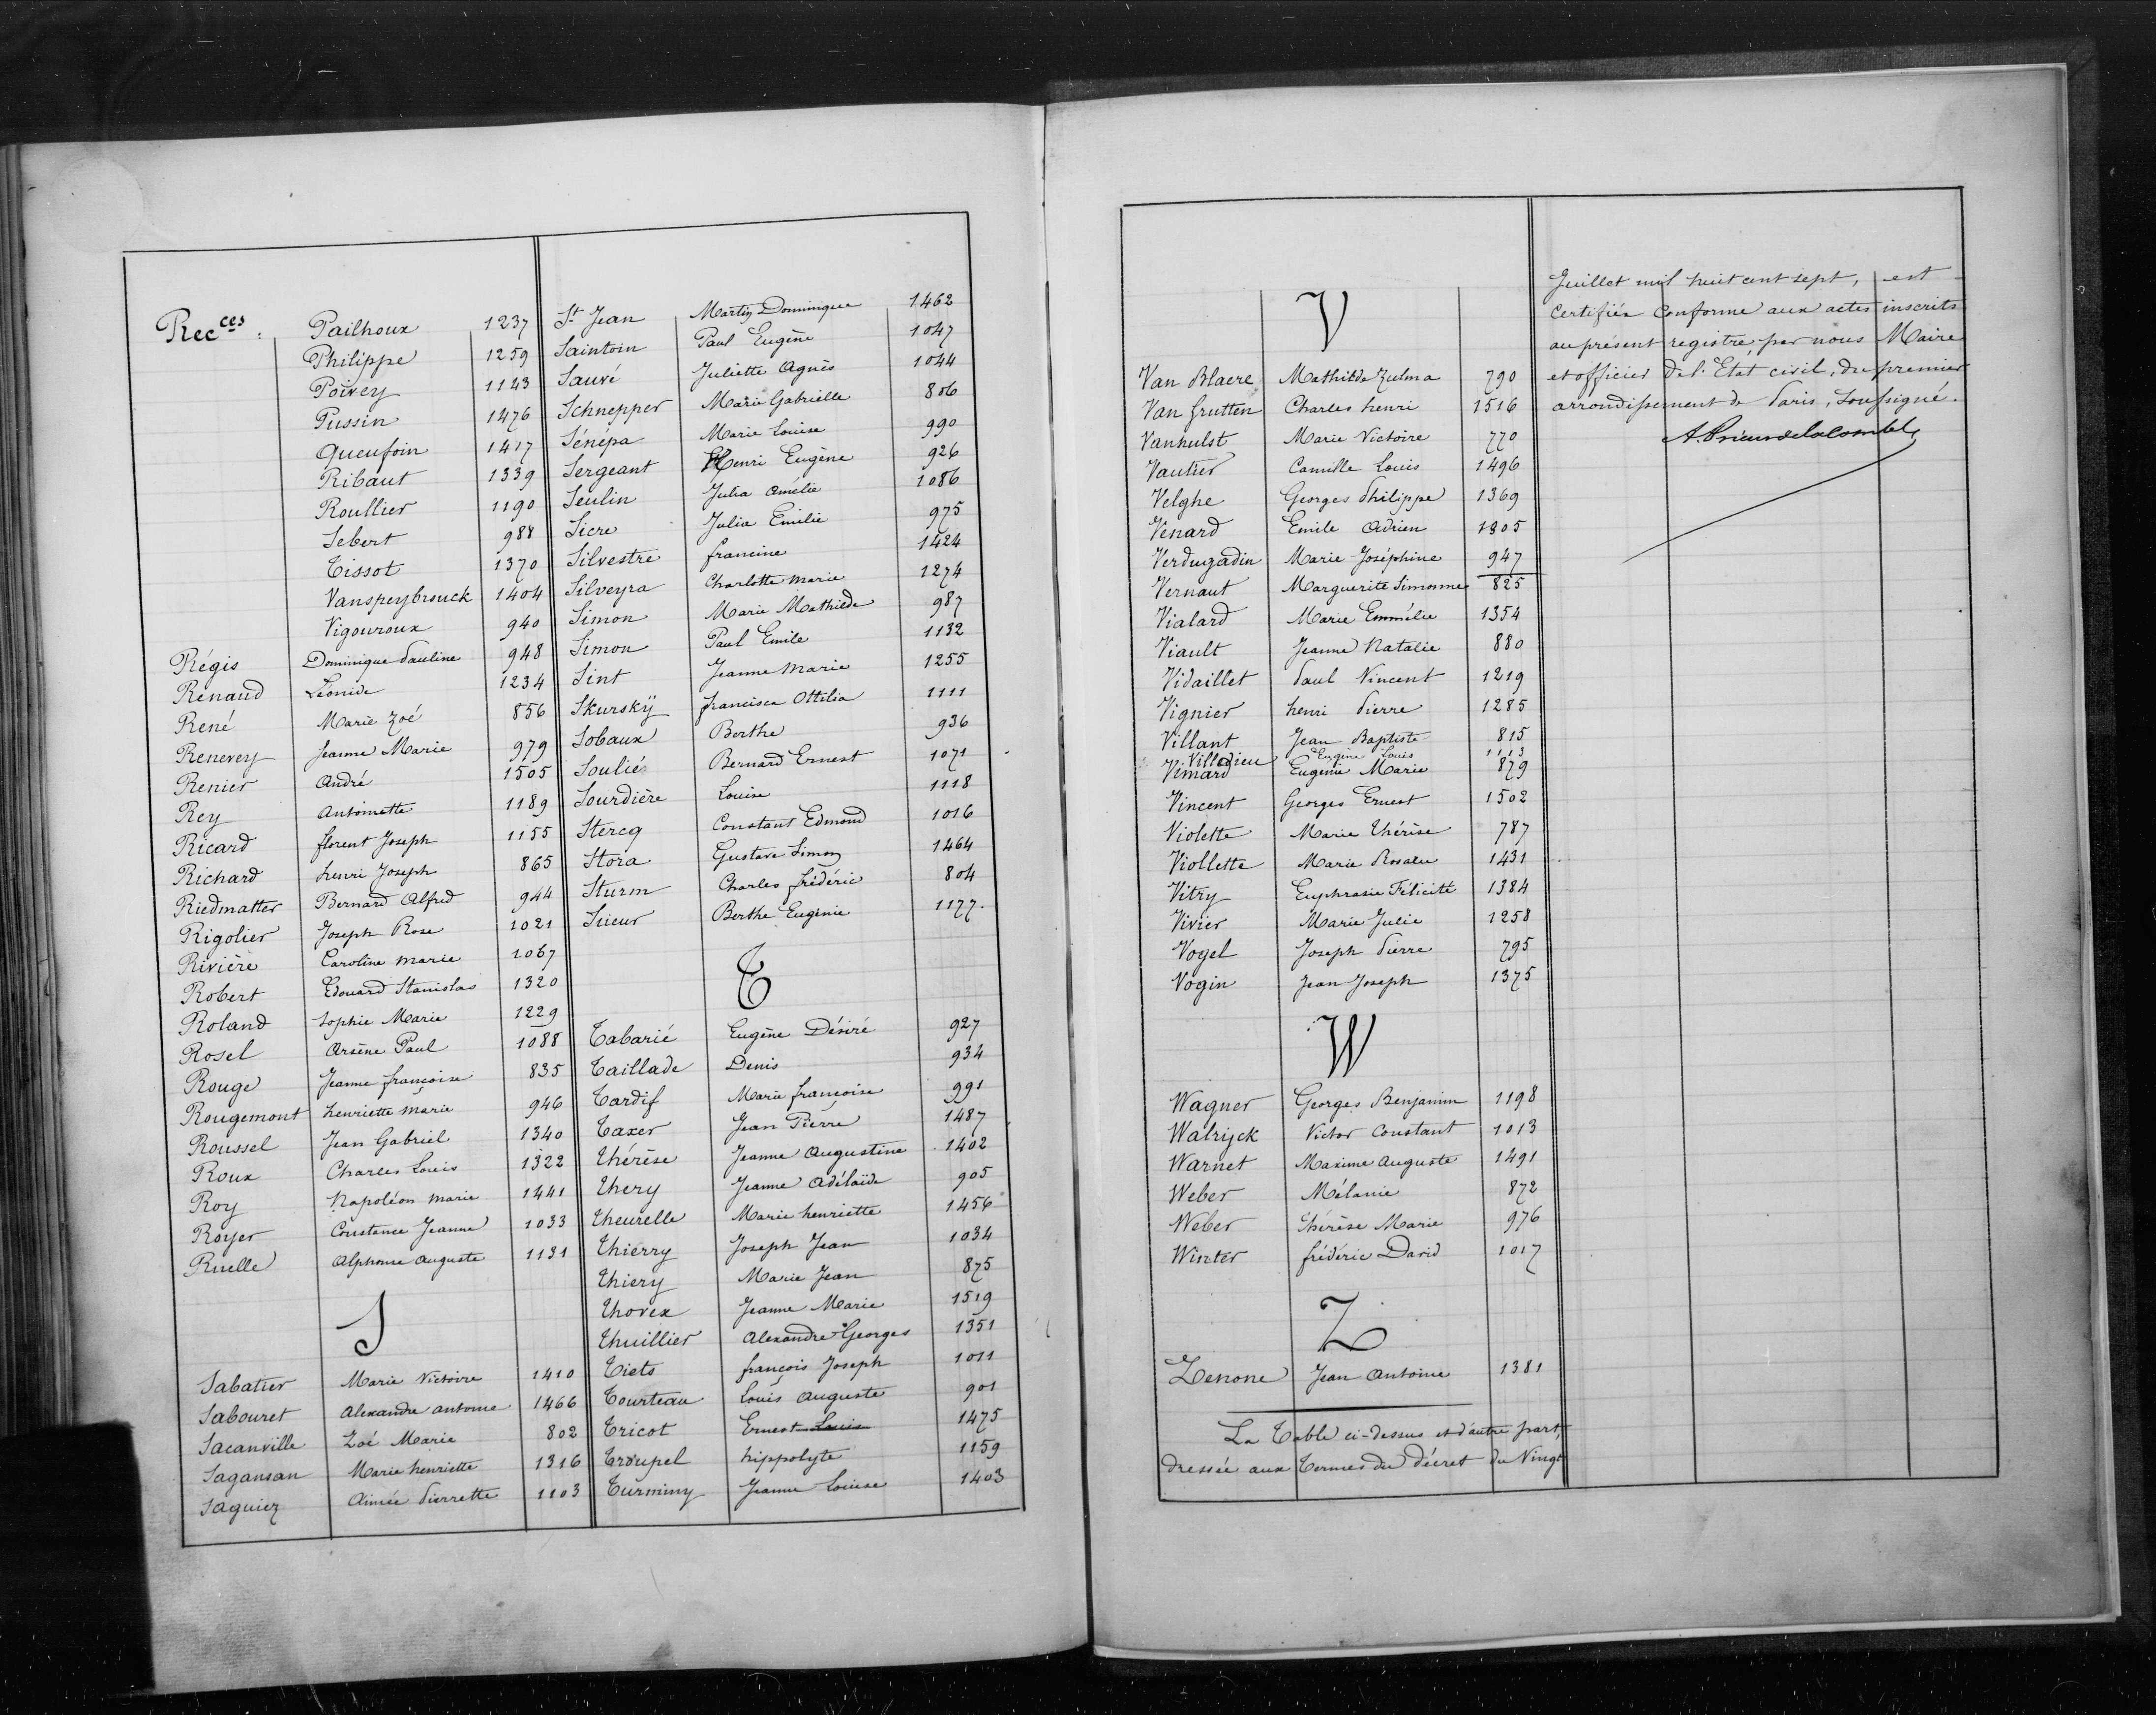 Rec^ces : Pailhoux 1237
Philippe 1259
Poivey 1143
Pussin 1476
Queufoin 1417
Ribaut 1339
Roullier 1190
Sebert 988
Tissot 1370
Vanspeybrouck 1404
Vigouroux 940
Régis Dominique Pauline 948
Renaud Léonide 1234
René Marie Zoé 856
Renevey Jeanne Marie 979
Renier André 1505
Rey Antoinette 1189
Ricard florent Joseph 1155
Richard henri Joseph 865
Riedmatter Bernard Alfred 944
Rigolier Joseph Rose 1021
Rivière Caroline marie 1067
Robert Edouard Stanislas 1320
Roland Sophie Marie 1229
Rosel Arsène Paul 1088
Rouge Jeanne françoise 835
Rougemont henriette marie 946
Roussel Jean Gabriel 1340
Roux Charles Louis 1322
Roy Napoléon marie 1441
Royer Constance Jeanne 1033
Ruelle Alphonse Auguste 1131
S
Sabatier Marie Victoire 1410
Sabouret Alexandre antoine 1466
Sacanville Zoé Marie 802
Sagansan Marie henriette 1316
Saguiez Aimée Pierrette 1103
St Jean Martin Dominique 1462
Saintoin Paul Eugène 1047
Sauvé Juliette Agnès 1044
Schnepper Marie Gabrielle 806
Sénépa Marie Louise 990
Sergeant Henri Eugène 926
Seulin Julia Amélie 1086
Sicre Julia Emilie 975
Silvestre francine 1424
Silveyra Charlotte marie 1274
Simon Marie Mathilde 987
Simon Paul Emile 1132
Sint Jeanne Marie 1255
Skurskÿ francisca Ottilia 1111
Sobaux Berthe 936
Soulié Bernard Ernest 1071
Sourdière Louise 1118
Stercq Constant Edmond 1016
Stora Gustave Simon 1464
Sturm Charles frédéric 804
Sueur Berthe Eugénie 1177
T
Tabarié Eugène Désiré 927
Taillade Denis 934
Tardif Marie françoise 991
Taxer Jean Pierre 1487
Thérèse Jeanne Augustine 1402
Thery Jeanne Adélaïde 905
Theurelle Marie henriette 1456
Thierry Joseph Jean 1034
Thiery Marie Jean 875
Thovex Jeanne Marie 1519
Thuillier Alexandre Georges 1351
Tiets françois Joseph 1011
Tourteau Louis Auguste 901
Tricot Ernest Louis 1475
Troupel hippolyte 1159
Turminy Jeanne Louise 1403
V
Van Blaere Mathilde Zulma 790
Van Grutten Charles henri 1516
Vanhulst Marie Victoire 770
Vautier Camille Louis 1496
Velghe Georges Philippe 1369
Venard Emile Adrien 1305
Verdugadin Marie Joséphine 947
Vernaut Marguerite Simonne 825
Vialard Marie Emmélie 1354
Viault Jeanne Natalie 880
Vidaillet Paul Vincent 1219
Vignier henri Pierre 1285
Villant Jean Baptiste 815
Villedieu Eugène Louis 1113
Vimard Eugénie Marie 879
Vincent Georges Ernest 1502
Violette Marie Thérèse 787
Viollette Marie Rosalie 1431
Vitry Euphrasie Félicité 1384
Vivier Marie Julie 1258
Vogel Joseph Pierre 795
Vogin Jean Joseph 1375
W
Wagner Georges Benjamin 1198
Walrijck Victor Constant 1013
Warnet Maxime Auguste 1491
Weber Mélanie 872
Weber Thérèse Marie 976
Winter frédéric David 1017
Z
Zenone Jean Antoine 1381
La Table ci-dessus et d'autre part,
dressée aux Termes du décret du Vingt
Juillet mil huit cent sept, est
Certifiée Conforme aux actes inscrits
au présent registre par nous Maire
et officier de l'Etat civil, du premier
arrondissement de Paris, Soussigné.